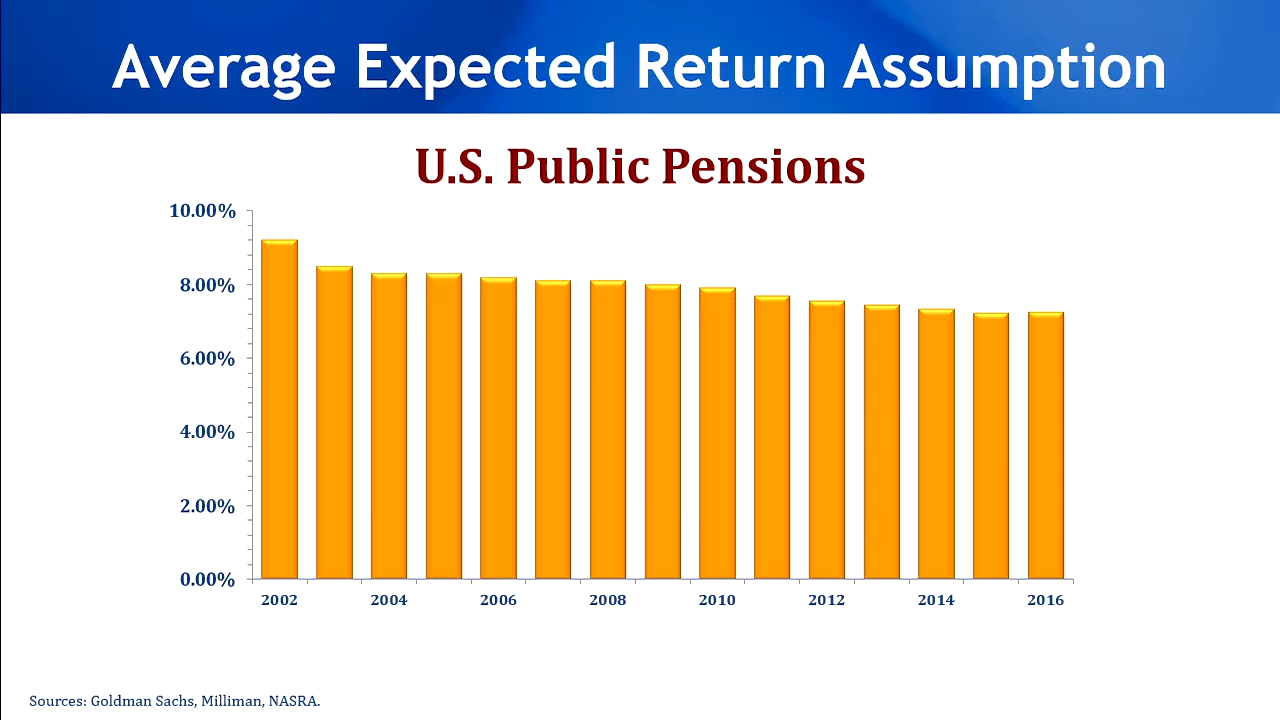 Average Expected Return Assumption
U.S. Public Pensions
10.00%
8.00%
6.00%
4.00%
2.00%
0.00%
2002 2004 2006 2008 2010 2012 2014 2016
Sources: Goldman Sachs, Milliman, NASRA.